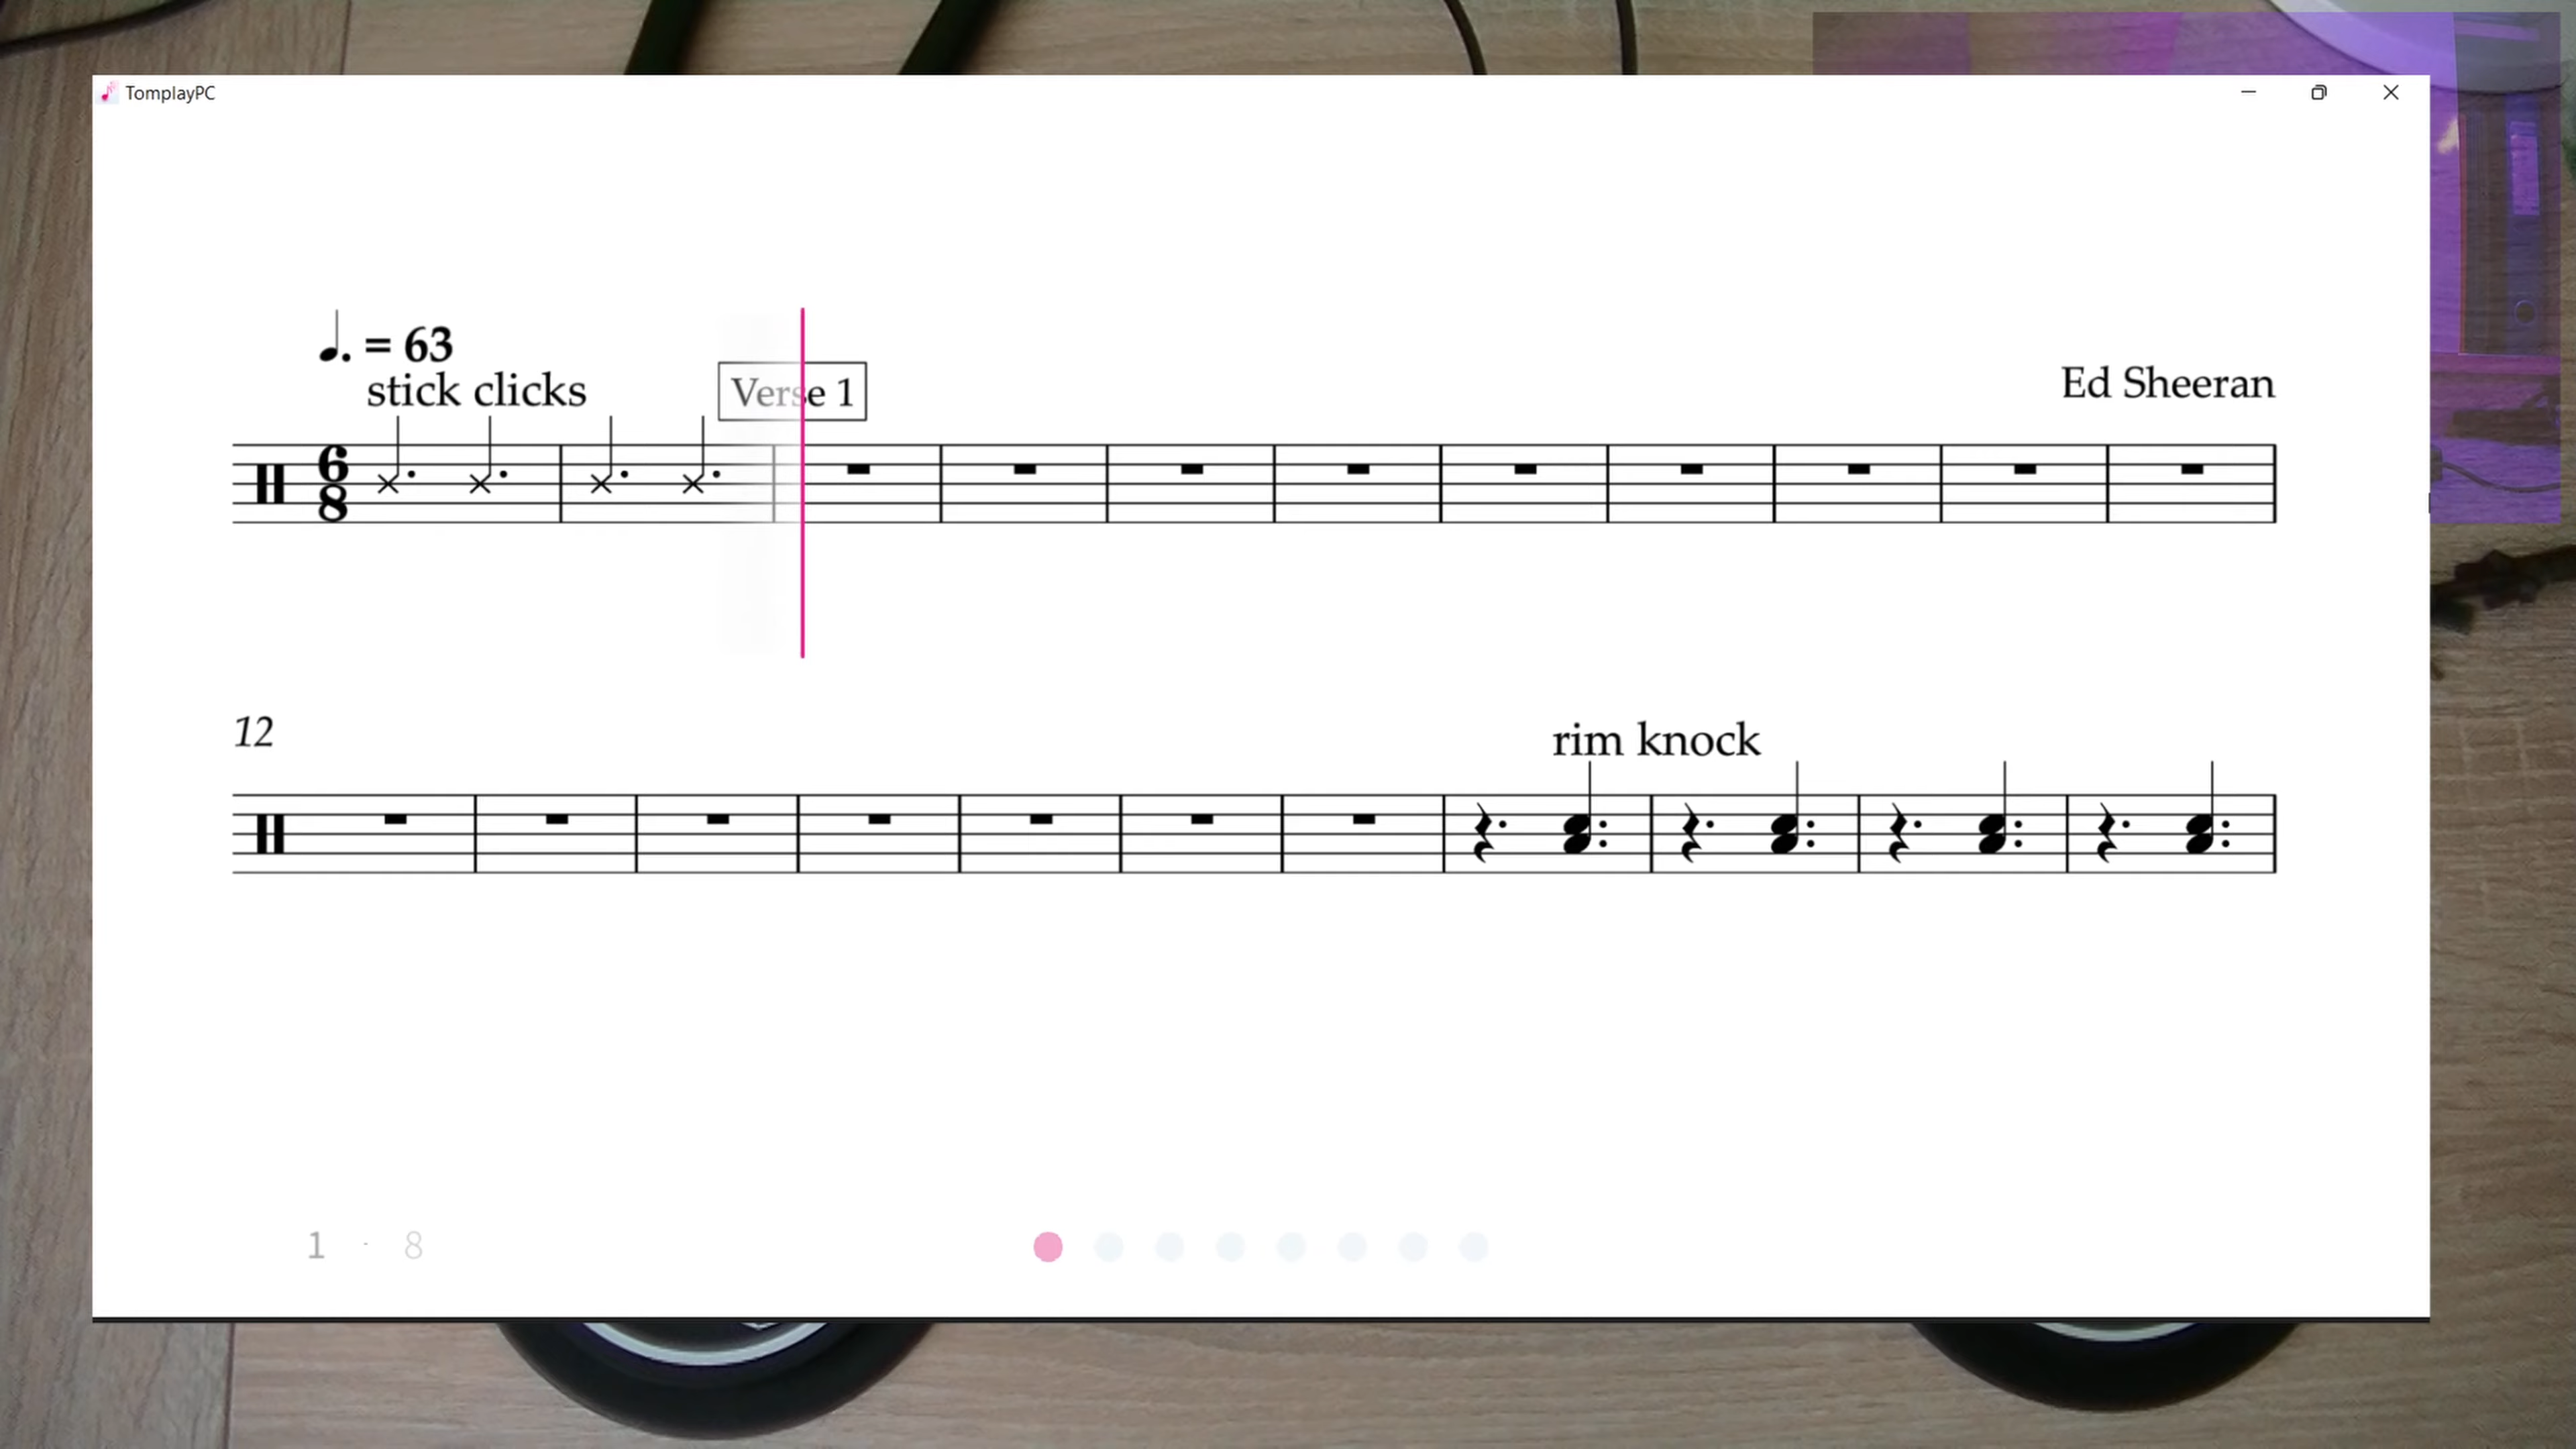 TomplayPC
♩. = 63
stick clicks
Verse 1
Ed Sheeran
6
8
12
rim knock
1 - 8